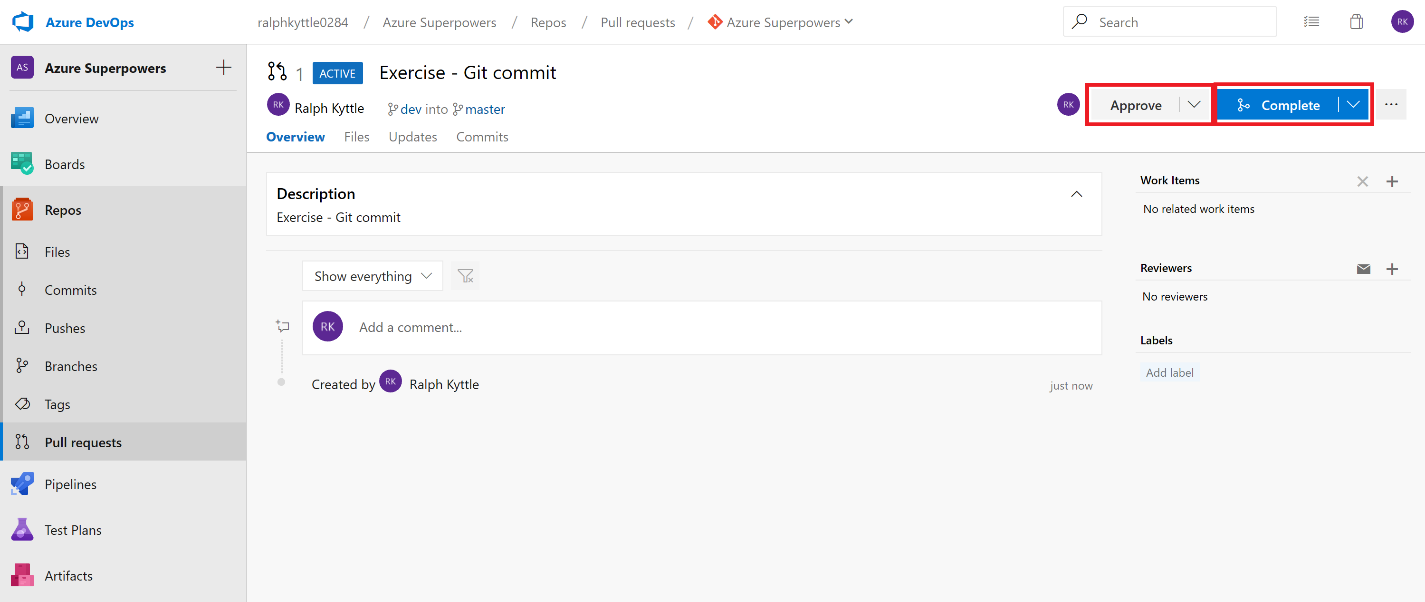 Azure DevOps
ralphkyttle0284 / Azure Superpowers / Repos / Pull requests / Azure Superpowers
Search
RK
AS Azure Superpowers
Overview
Boards
Repos
Files
Commits
Pushes
Branches
Tags
Pull requests
Pipelines
Test Plans
Artifacts
1 ACTIVE Exercise - Git commit
RK Ralph Kyttle dev into master
RK Approve Complete ...
Overview Files Updates Commits
Description
Exercise - Git commit
Show everything
RK Add a comment...
Created by RK Ralph Kyttle just now
Work Items
No related work items
Reviewers
No reviewers
Labels
Add label